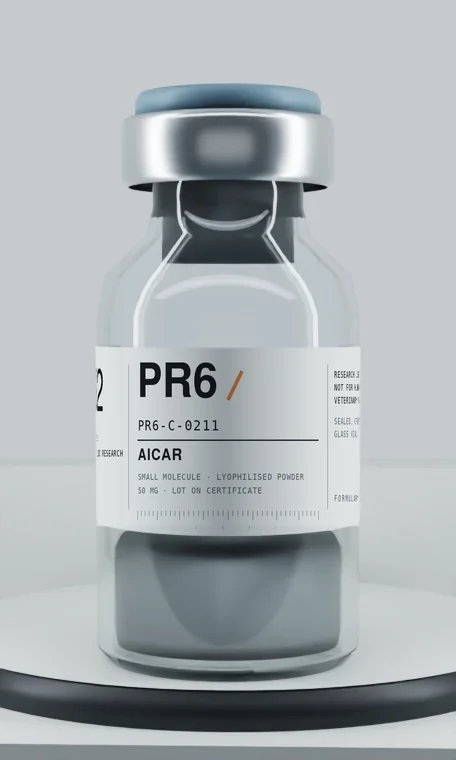 2
RESEARCH
PR6 /
PR6-C-0211
AICAR
SMALL MOLECULE · LYOPHILISED POWDER
50 MG · LOT ON CERTIFICATE
RESEARCH
NOT FOR
VETERINARY
SEALED,
GLASS VIAL